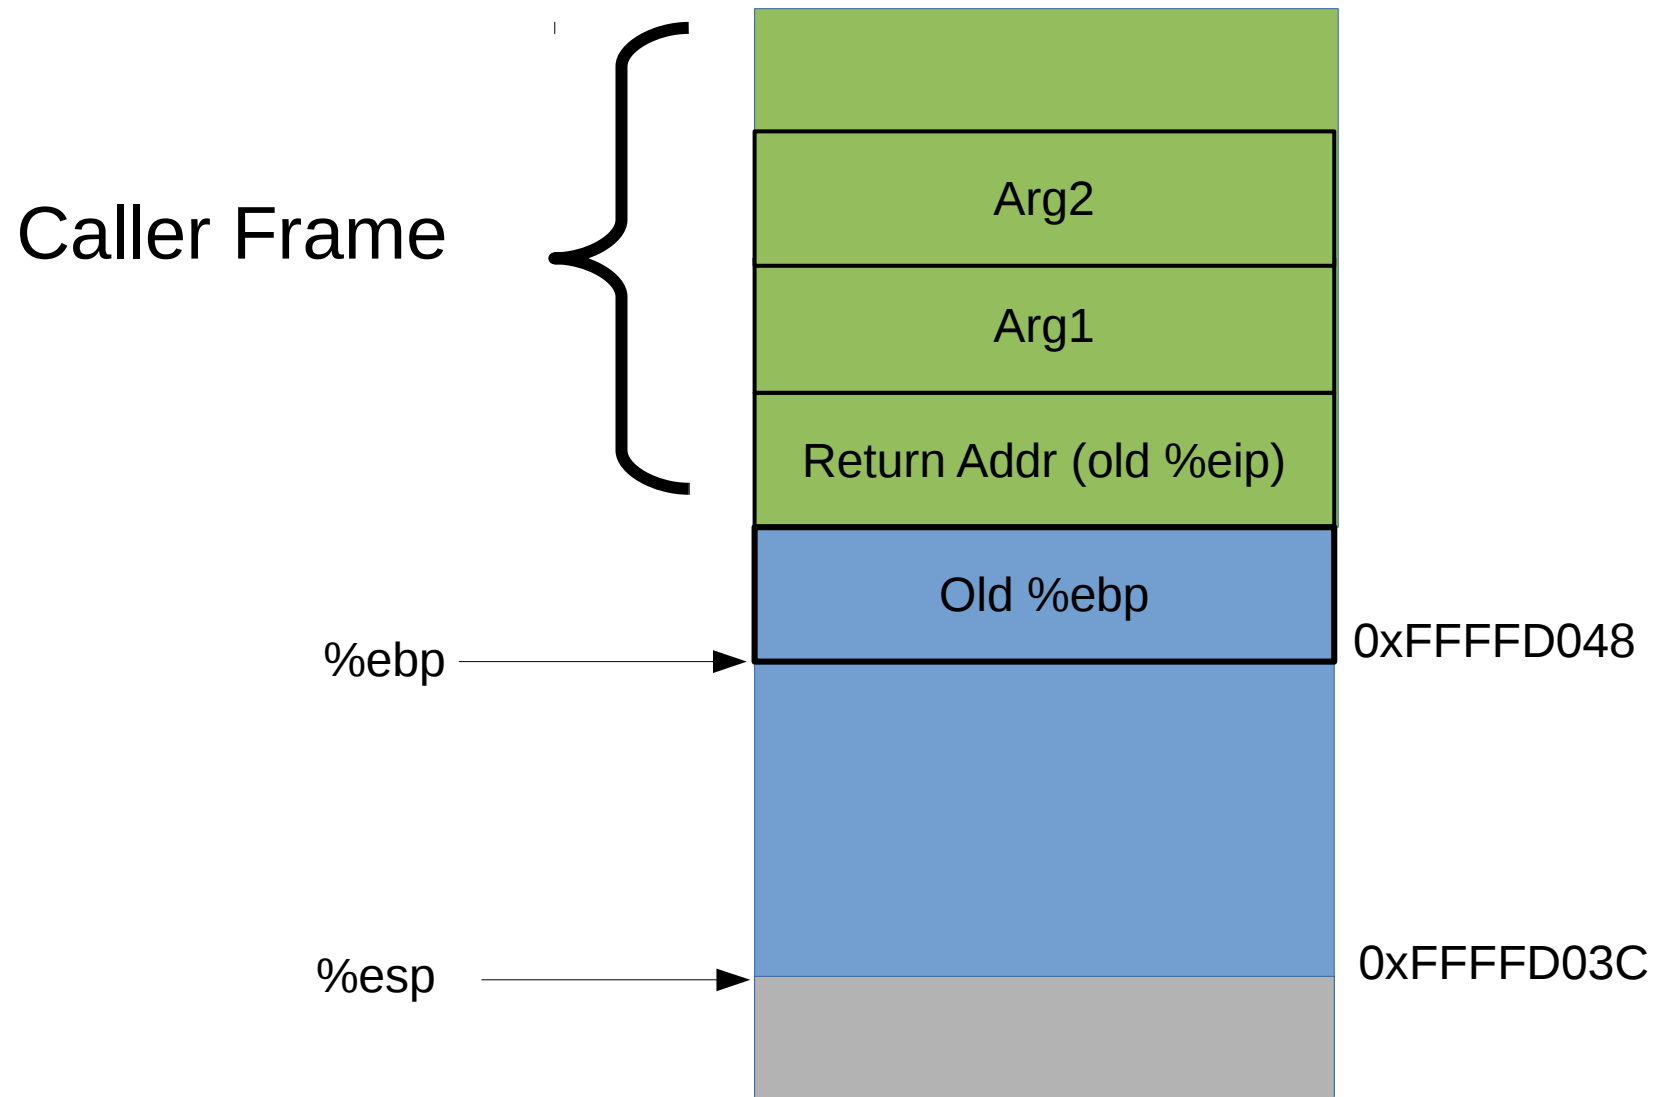 Arg2
Caller Frame
Arg1
Return Addr (old %eip)
Old %ebp
0xFFFFD048
%ebp
0xFFFFD03C
%esp